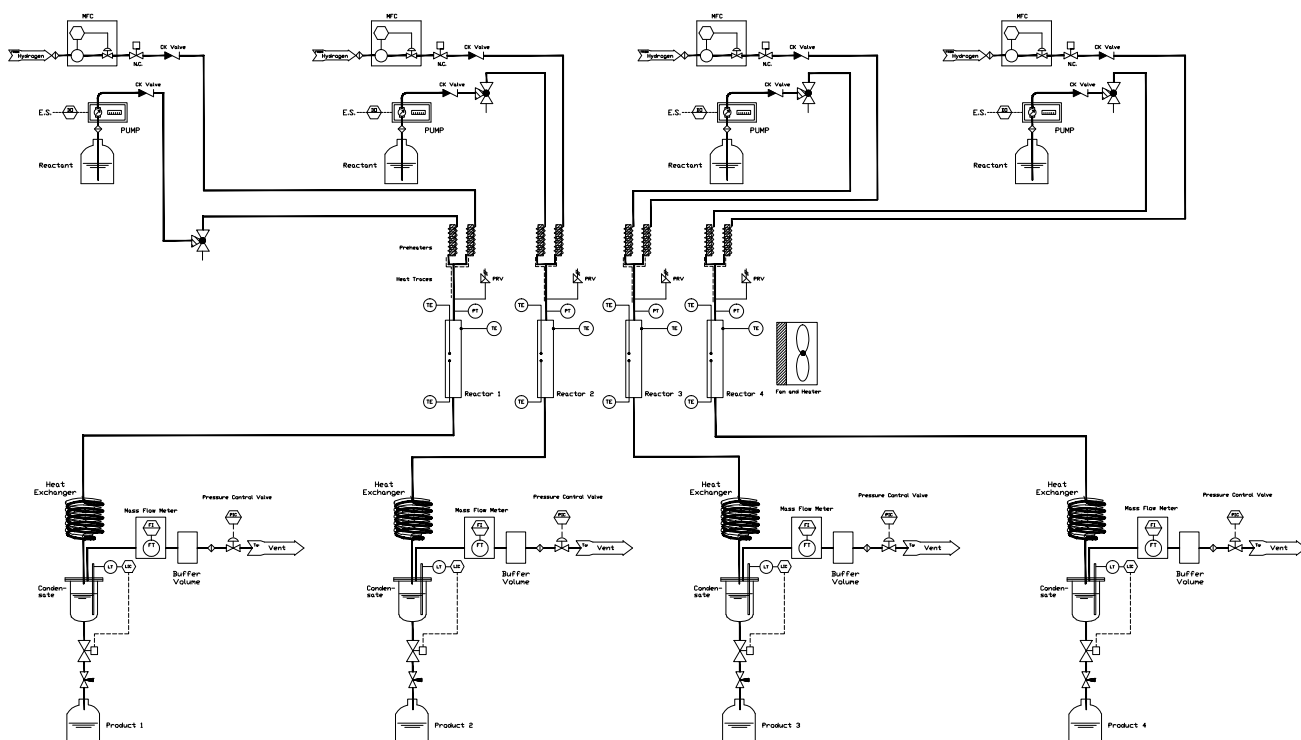 MFC
MFC
MFC
MFC
Hydrogen
CK Valve
N.C.
Hydrogen
CK Valve
N.C.
Hydrogen
CK Valve
N.C.
Hydrogen
CK Valve
N.C.
CK Valve
CK Valve
CK Valve
CK Valve
E.S.
PUMP
E.S.
PUMP
E.S.
PUMP
E.S.
PUMP
Reactant
Reactant
Reactant
Reactant
Preheaters
Heat Traces
PRV
PRV
PRV
PRV
TE
PT
TE
TE
PT
TE
TE
PT
TE
TE
PT
TE
Reactor 1
Reactor 2
Reactor 3
Reactor 4
Fan and Heater
TE
TE
TE
TE
Heat
Exchanger
Heat
Exchanger
Heat
Exchanger
Heat
Exchanger
Pressure Control Valve
Pressure Control Valve
Pressure Control Valve
Pressure Control Valve
Mass Flow Meter
PIC
Mass Flow Meter
PIC
Mass Flow Meter
PIC
Mass Flow Meter
PIC
FI
FI
FI
FI
FT
To
Vent
FT
To
Vent
FT
To
Vent
FT
To
Vent
LT
LIC
Buffer
Volume
LT
LIC
Buffer
Volume
LT
LIC
Buffer
Volume
LT
LIC
Buffer
Volume
Conden-
sate
Conden-
sate
Conden-
sate
Conden-
sate
Product 1
Product 2
Product 3
Product 4